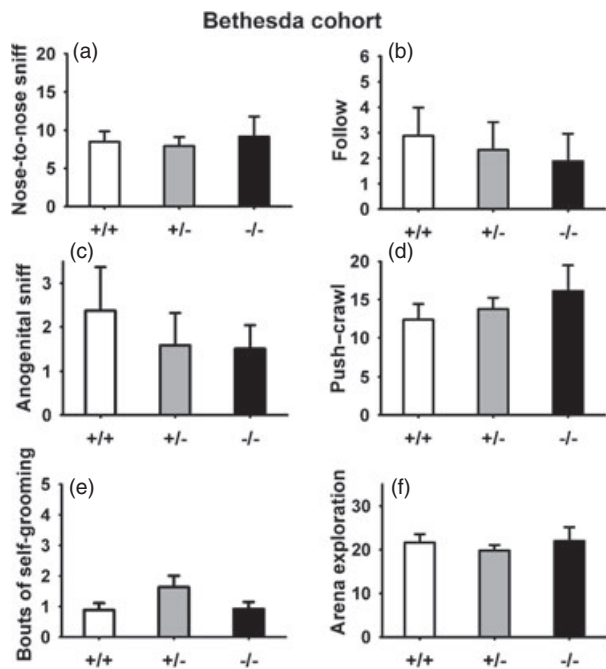 Bethesda cohort
(a)
Nose-to-nose sniff
20
15
10
5
0
+/+ +/- -/-
(b)
Follow
6
5
4
3
2
1
0
+/+ +/- -/-
(c)
Anogenital sniff
3
2
1
0
+/+ +/- -/-
(d)
Push–crawl
20
15
10
5
0
+/+ +/- -/-
(e)
Bouts of self-grooming
4
3
2
1
0
+/+ +/- -/-
(f)
Arena exploration
30
20
10
0
+/+ +/- -/-